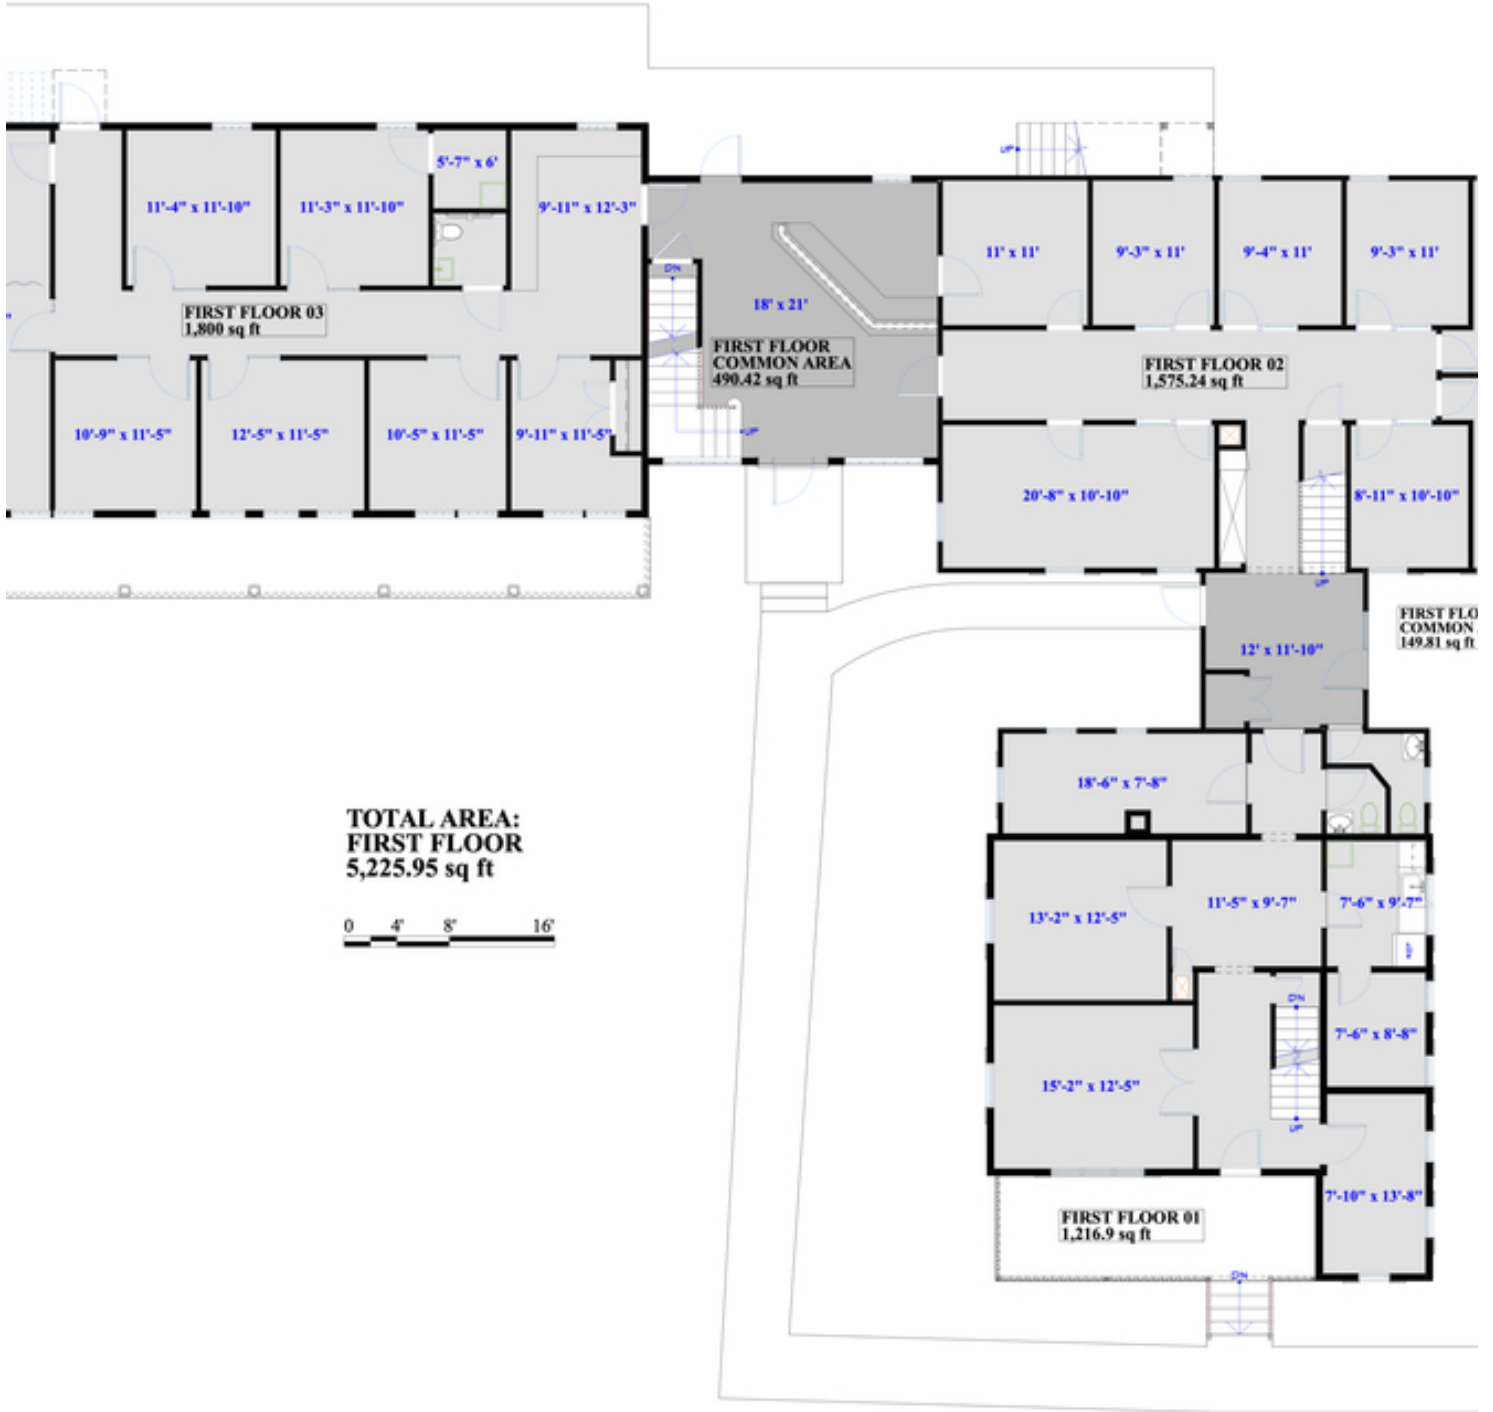 5'-7" x 6'
11'-4" x 11'-10"
11'-3" x 11'-10"
9'-11" x 12'-3"
FIRST FLOOR 03
1,800 sq ft
10'-9" x 11'-5"
12'-5" x 11'-5"
10'-5" x 11'-5"
9'-11" x 11'-5"
DN
18' x 21'
FIRST FLOOR
COMMON AREA
490.42 sq ft
UP
UP
11' x 11'
9'-3" x 11'
9'-4" x 11'
9'-3" x 11'
FIRST FLOOR 02
1,575.24 sq ft
20'-8" x 10'-10"
8'-11" x 10'-10"
UP
12' x 11'-10"
FIRST FLO
COMMON
149.81 sq ft
18'-6" x 7'-8"
TOTAL AREA:
FIRST FLOOR
5,225.95 sq ft
0 4' 8' 16'
13'-2" x 12'-5"
11'-5" x 9'-7"
7'-6" x 9'-7"
REF
DN
7'-6" x 8'-8"
15'-2" x 12'-5"
UP
7'-10" x 13'-8"
FIRST FLOOR 01
1,216.9 sq ft
DN